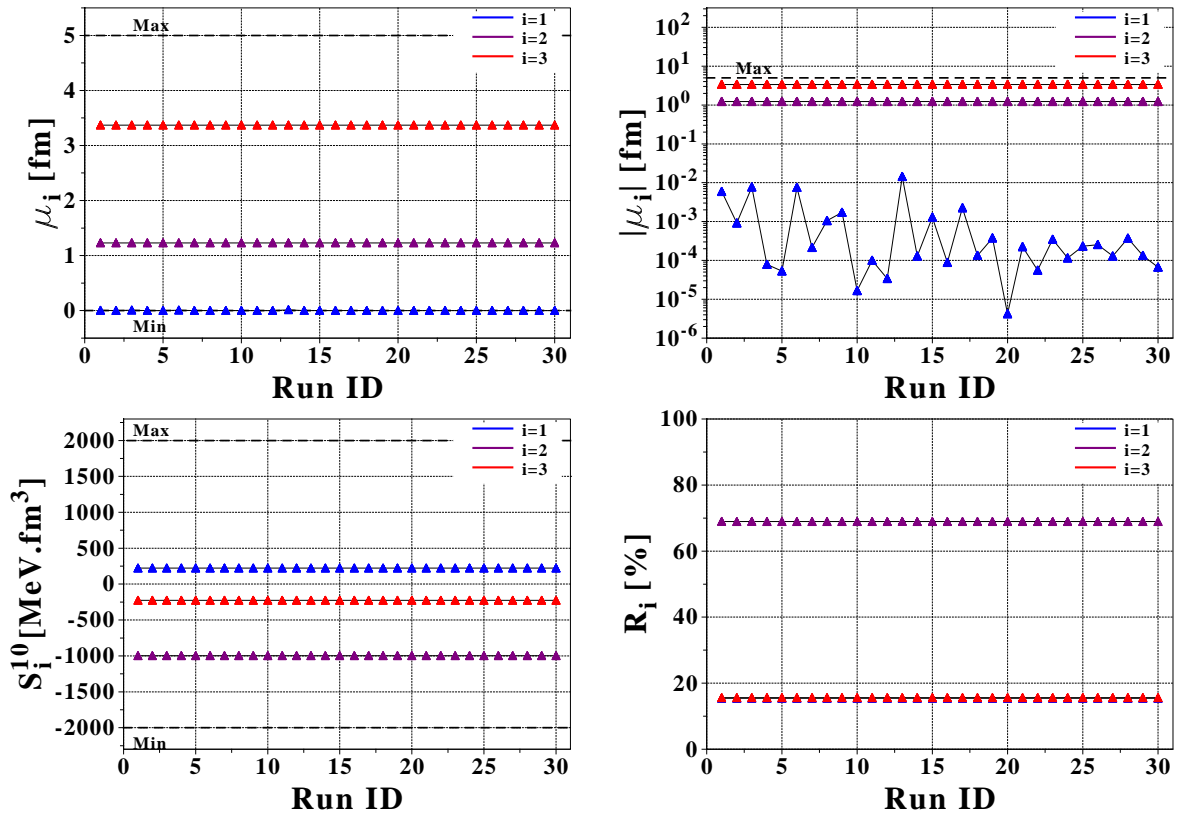 Max
i=1
i=2
i=3
5
4
3
2
1
0
Min
μi [fm]
0 5 10 15 20 25 30
Run ID
10^2
10^1
10^0
10^-1
10^-2
10^-3
10^-4
10^-5
10^-6
Max
i=1
i=2
i=3
|μi| [fm]
0 5 10 15 20 25 30
Run ID
Max
i=1
i=2
i=3
2000
1500
1000
500
0
-500
-1000
-1500
-2000
Min
S_i^10 [MeV.fm^3]
0 5 10 15 20 25 30
Run ID
100
80
60
40
20
0
i=1
i=2
i=3
Ri [%]
0 5 10 15 20 25 30
Run ID